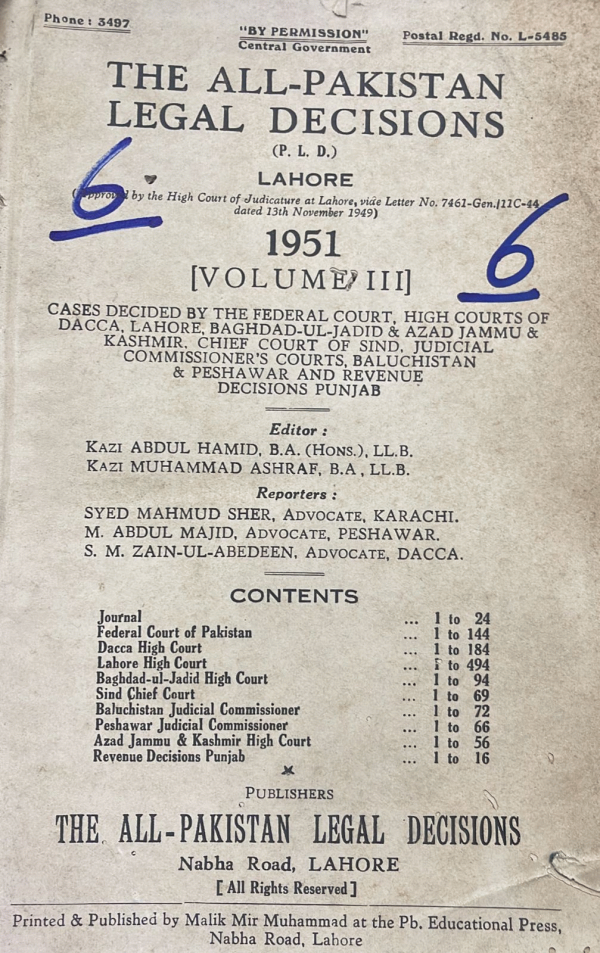 Phone : 3497
"BY PERMISSION"
Central Government
Postal Regd. No. L-5485
THE ALL-PAKISTAN
LEGAL DECISIONS
(P. L. D.)
LAHORE
(Approved by the High Court of Judicature at Lahore, vide Letter No. 7461-Gen./11C-44
dated 13th November 1949)
6
6
1951
[VOLUME III]
CASES DECIDED BY THE FEDERAL COURT, HIGH COURTS OF
DACCA, LAHORE, BAGHDAD-UL-JADID & AZAD JAMMU &
KASHMIR. CHIEF COURT OF SIND, JUDICIAL
COMMISSIONER'S COURTS, BALUCHISTAN
& PESHAWAR AND REVENUE
DECISIONS PUNJAB
Editor :
KAZI ABDUL HAMID, B.A. (HONS.), LL.B.
KAZI MUHAMMAD ASHRAF, B.A , LL.B.
Reporters :
SYED MAHMUD SHER, ADVOCATE, KARACHI.
M. ABDUL MAJID, ADVOCATE, PESHAWAR.
S. M. ZAIN-UL-ABEDEEN, ADVOCATE, DACCA.
CONTENTS
Journal ... 1 to 24
Federal Court of Pakistan ... 1 to 144
Dacca High Court ... 1 to 184
Lahore High Court ... 1 to 494
Baghdad-ul-Jadid High Court ... 1 to 94
Sind Chief Court ... 1 to 69
Baluchistan Judicial Commissioner ... 1 to 72
Peshawar Judicial Commissioner ... 1 to 66
Azad Jammu & Kashmir High Court ... 1 to 56
Revenue Decisions Punjab ... 1 to 16
PUBLISHERS
THE ALL-PAKISTAN LEGAL DECISIONS
Nabha Road, LAHORE
[ All Rights Reserved ]
Printed & Published by Malik Mir Muhammad at the Pb. Educational Press,
Nabha Road, Lahore